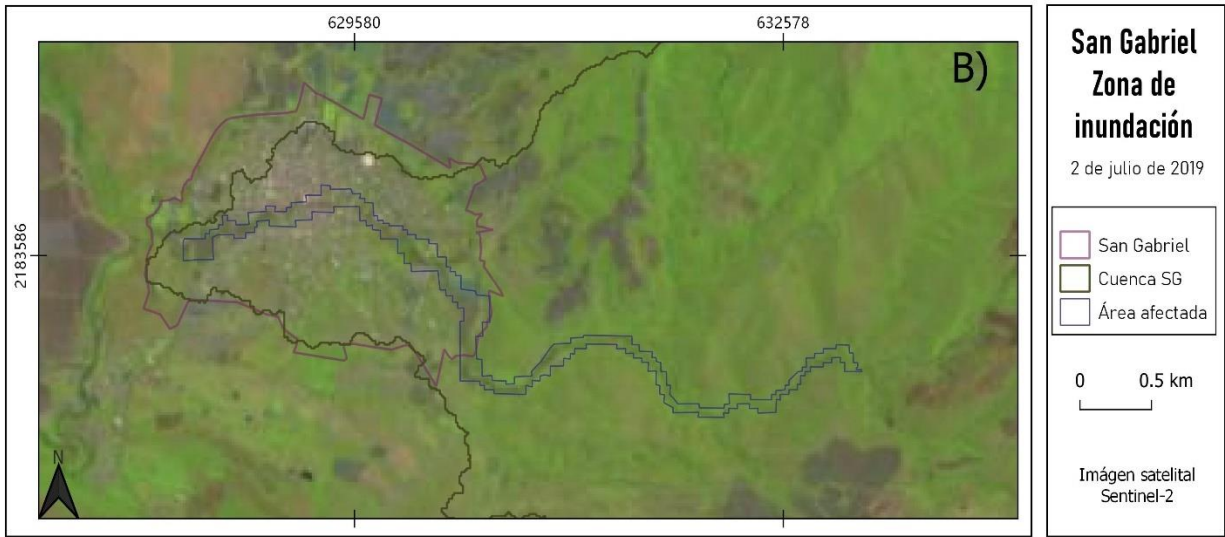 629580
632578
B)
2183586
N
San Gabriel
Zona de
inundación
2 de julio de 2019
San Gabriel
Cuenca SG
Área afectada
0 0.5 km
Imágen satelital
Sentinel-2